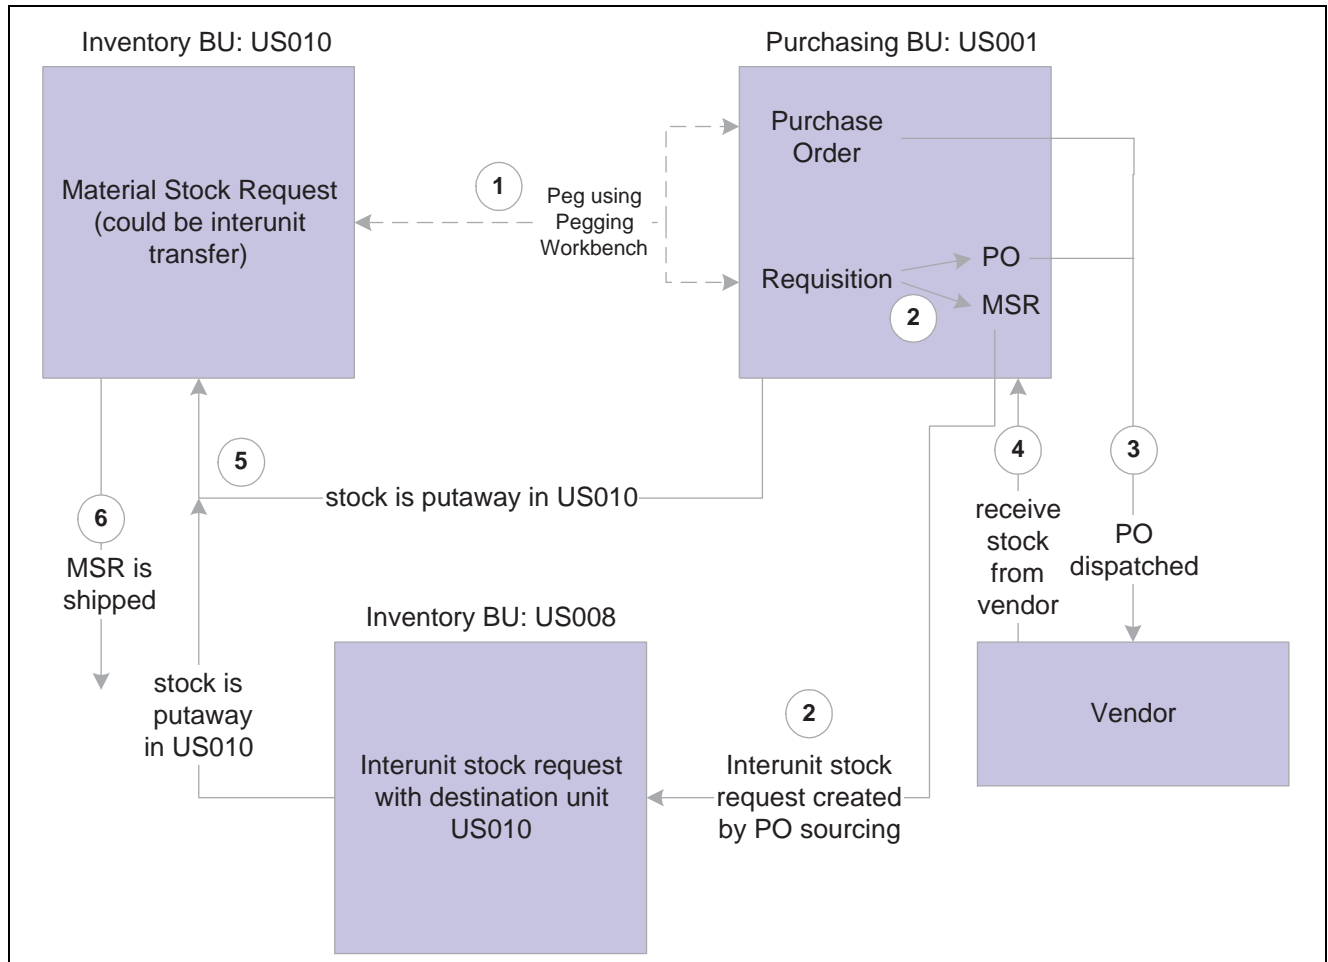 Inventory BU: US010
Purchasing BU: US001
Material Stock Request
(could be interunit
transfer)
1
Peg using
Pegging
Workbench
Purchase
Order
Requisition
PO
MSR
2
5
stock is putaway in US010
6
MSR is
shipped
4
receive
stock
from
vendor
3
PO
dispatched
Inventory BU: US008
stock is
putaway
in US010
Interunit stock request
with destination unit
US010
2
Interunit stock
request created
by PO sourcing
Vendor